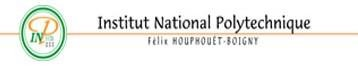 Institut National Polytechnique
Félix HOUPHOUËT-BOIGNY